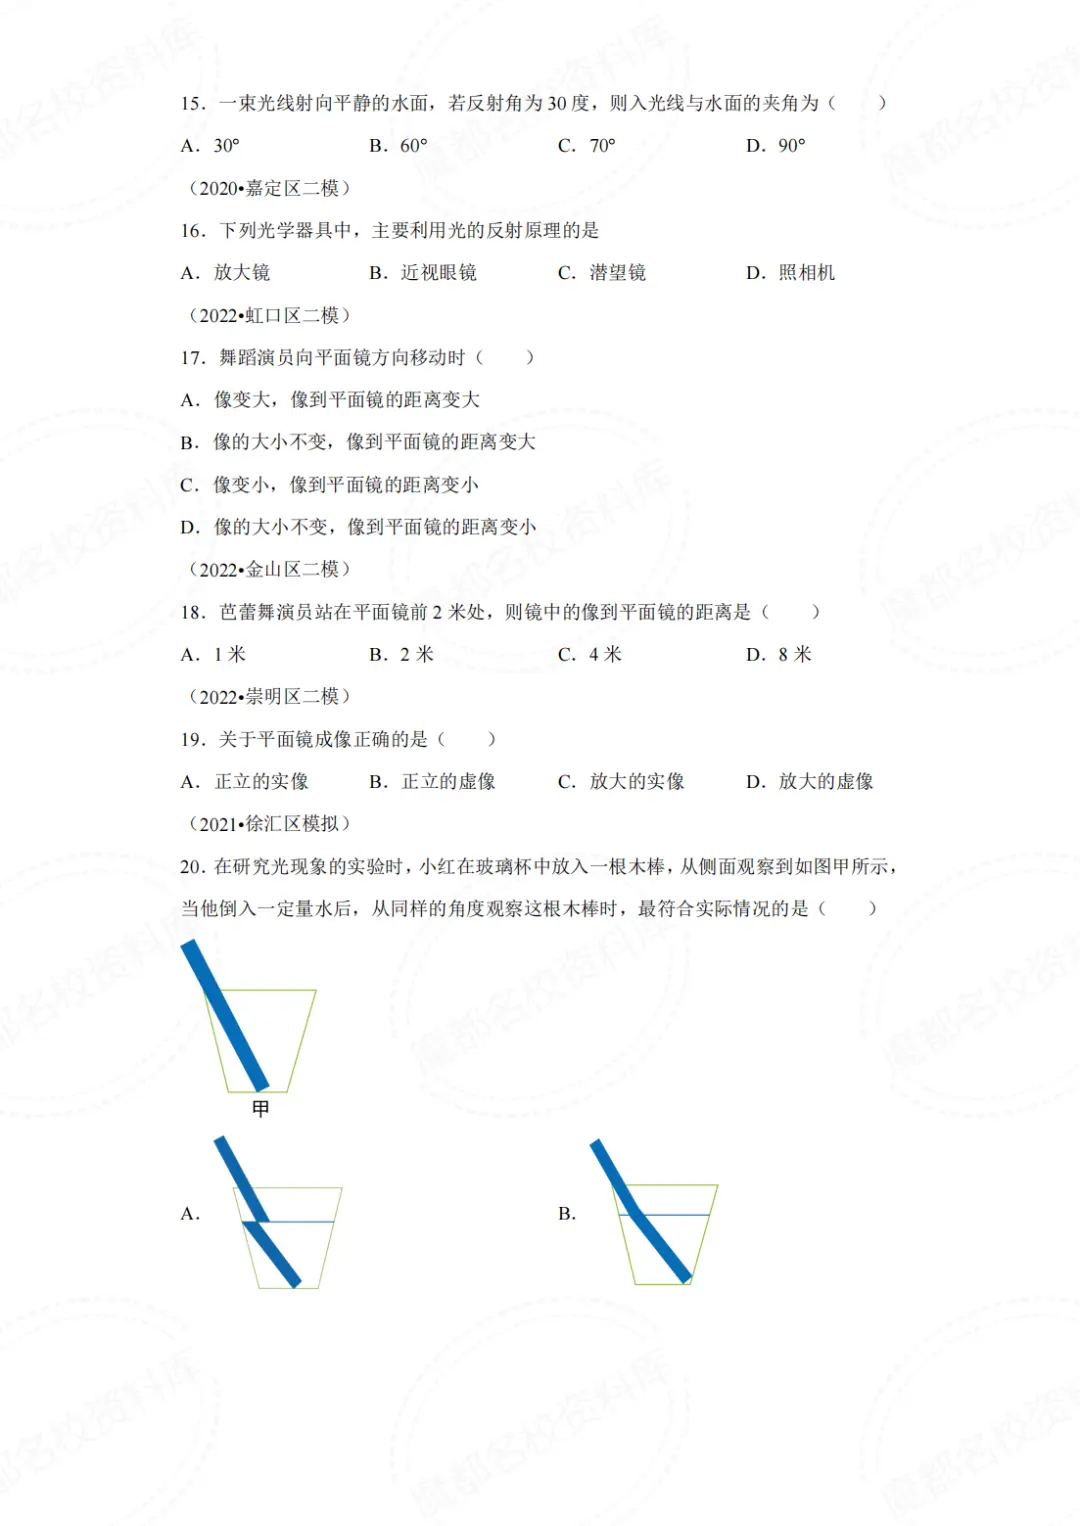 15．一束光线射向平静的水面，若反射角为 30 度，则入光线与水面的夹角为（　　）
A．30°　B．60°　C．70°　D．90°
（2020•嘉定区二模）
16．下列光学器具中，主要利用光的反射原理的是
A．放大镜　B．近视眼镜　C．潜望镜　D．照相机
（2022•虹口区二模）
17．舞蹈演员向平面镜方向移动时（　　）
A．像变大，像到平面镜的距离变大
B．像的大小不变，像到平面镜的距离变大
C．像变小，像到平面镜的距离变小
D．像的大小不变，像到平面镜的距离变小
（2022•金山区二模）
18．芭蕾舞演员站在平面镜前 2 米处，则镜中的像到平面镜的距离是（　　）
A．1 米　B．2 米　C．4 米　D．8 米
（2022•崇明区二模）
19．关于平面镜成像正确的是（　　）
A．正立的实像　B．正立的虚像　C．放大的实像　D．放大的虚像
（2021•徐汇区模拟）
20．在研究光现象的实验时，小红在玻璃杯中放入一根木棒，从侧面观察到如图甲所示，
当他倒入一定量水后，从同样的角度观察这根木棒时，最符合实际情况的是（　　）
甲
A．　B．
魔都名校资料库